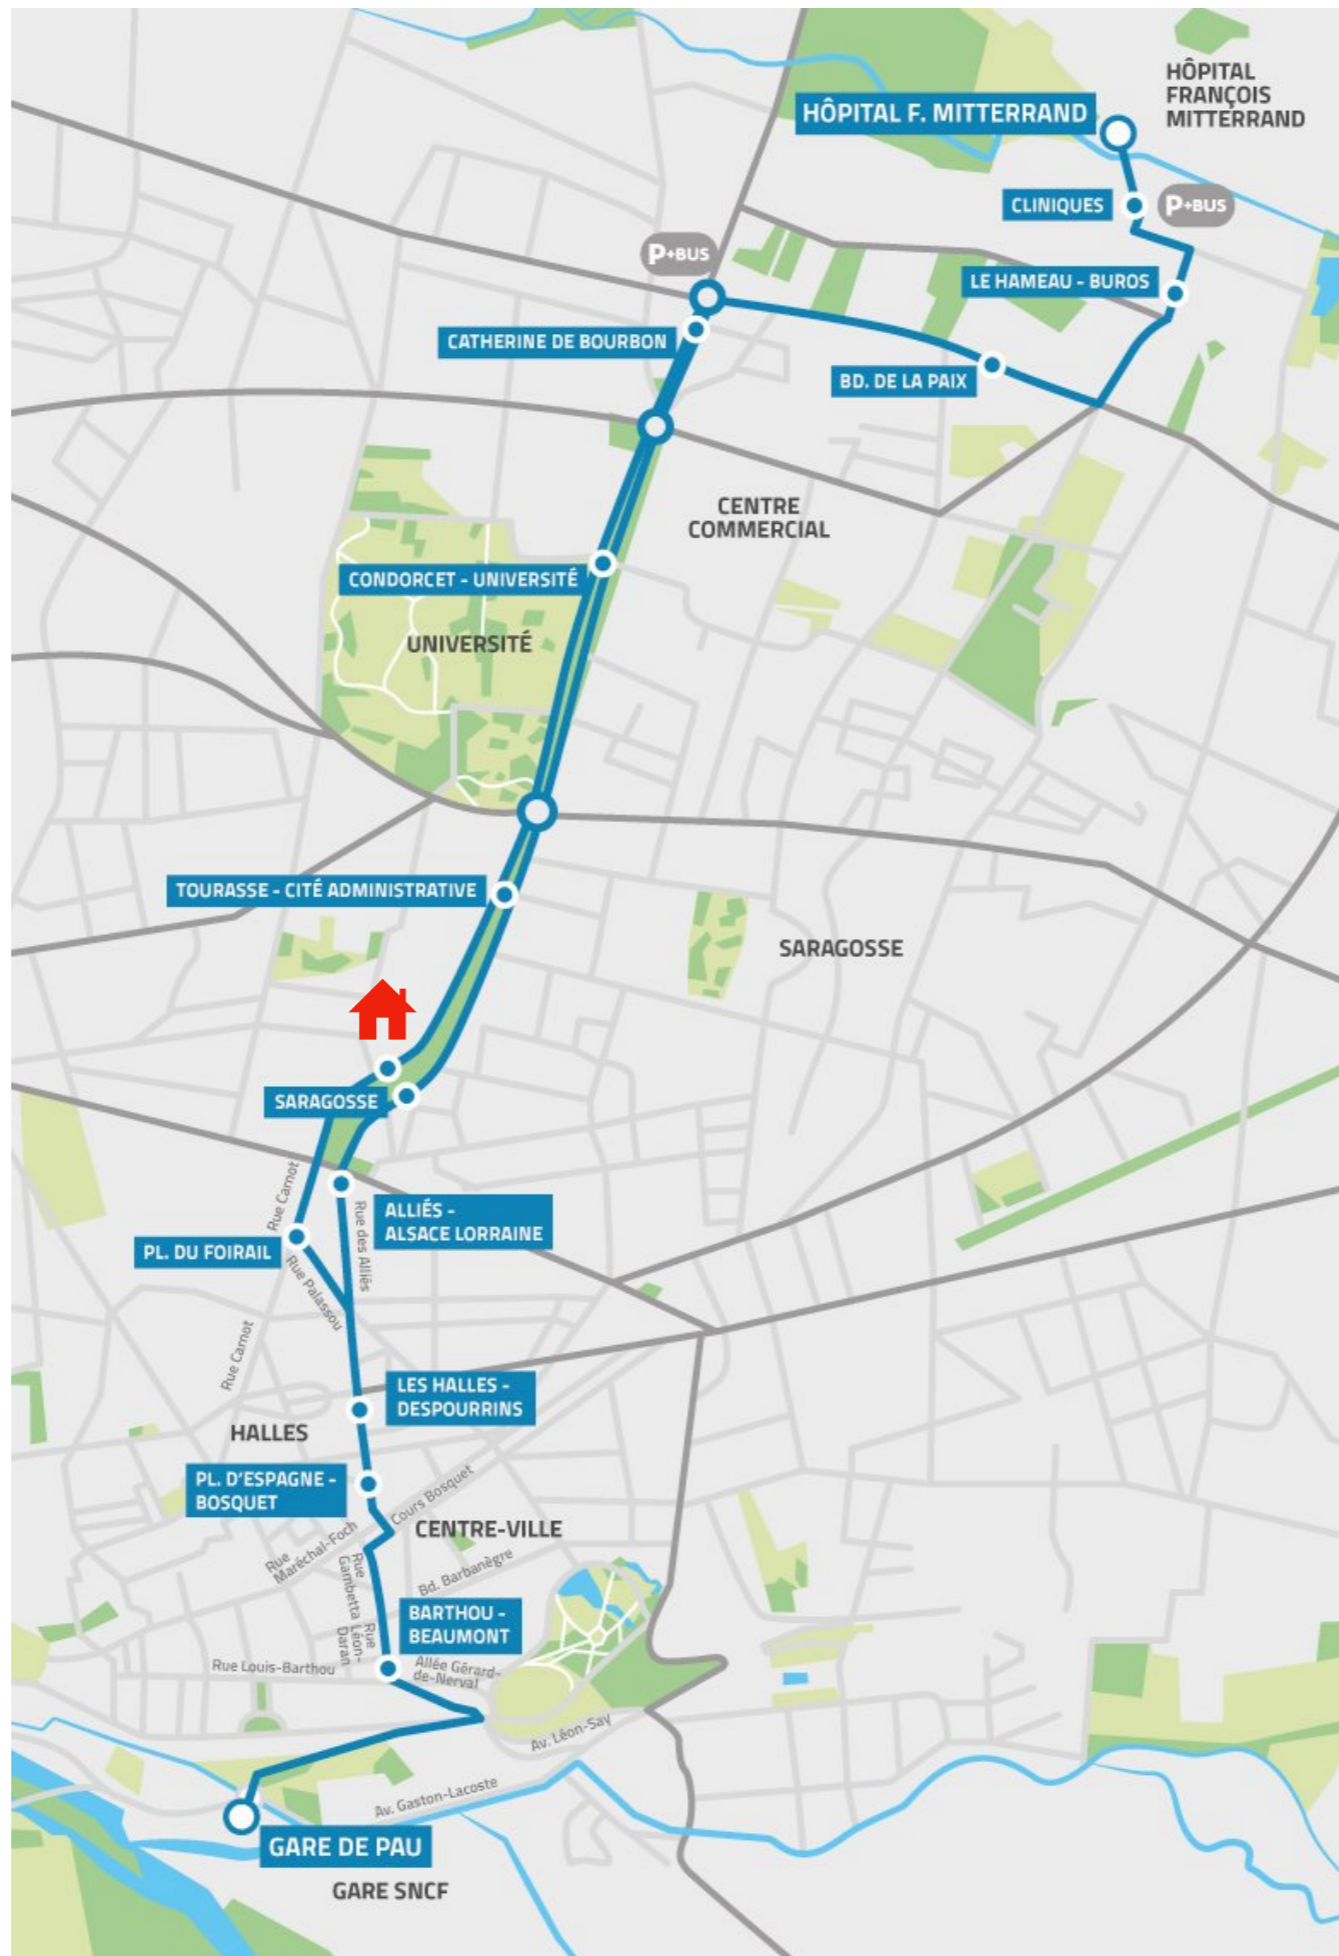 HÔPITAL
FRANÇOIS
MITTERRAND
HÔPITAL F. MITTERRAND
CLINIQUES
P+BUS
P+BUS
LE HAMEAU - BUROS
CATHERINE DE BOURBON
BD. DE LA PAIX
CENTRE
COMMERCIAL
CONDORCET - UNIVERSITÉ
UNIVERSITÉ
TOURASSE - CITÉ ADMINISTRATIVE
SARAGOSSE
SARAGOSSE
Rue Carnot
ALLIÉS -
ALSACE LORRAINE
Rue des Alliés
PL. DU FOIRAIL
Rue Palassou
Rue Carnot
LES HALLES -
DESPOURRINS
HALLES
PL. D'ESPAGNE -
BOSQUET
Cours Bosquet
CENTRE-VILLE
Rue
Maréchal-Foch
Rue
Gambetta
Bd. Barbanègre
BARTHOU -
BEAUMONT
Rue
Léon-
Daran
Rue Louis-Barthou
Allée Gérard-
de-Nerval
Av. Léon-Say
Av. Gaston-Lacoste
GARE DE PAU
GARE SNCF